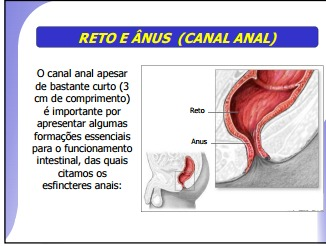 RETO E ÂNUS (CANAL ANAL)
O canal anal apesar
de bastante curto (3
cm de comprimento)
é importante por
apresentar algumas
formações essenciais
para o funcionamento
intestinal, das quais
citamos os
esfincteres anais:
Reto
Anus